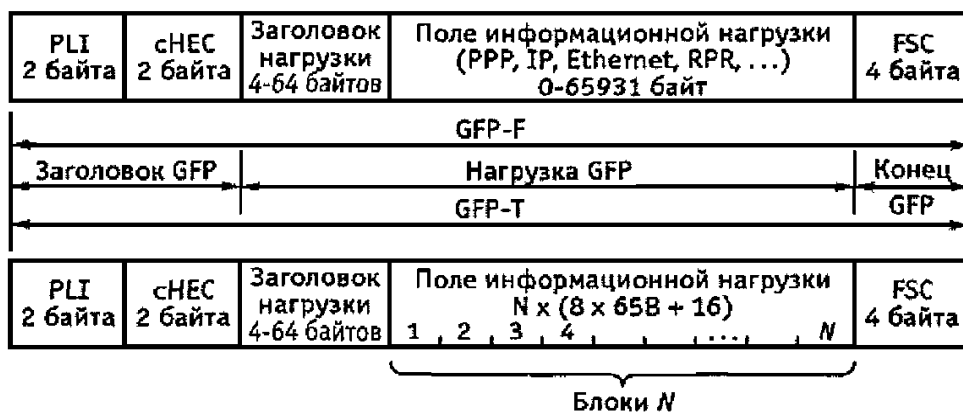 PLI
2 байта
cHEC
2 байта
Заголовок
нагрузки
4-64 байтов
Поле информационной нагрузки
(PPP, IP, Ethernet, RPR, ...)
0-65931 байт
FSC
4 байта
GFP-F
Заголовок GFP
Нагрузка GFP
Конец
GFP
GFP-T
PLI
2 байта
cHEC
2 байта
Заголовок
нагрузки
4-64 байтов
Поле информационной нагрузки
N x (8 x 65B + 16)
1 2 3 4 ... N
FSC
4 байта
Блоки N